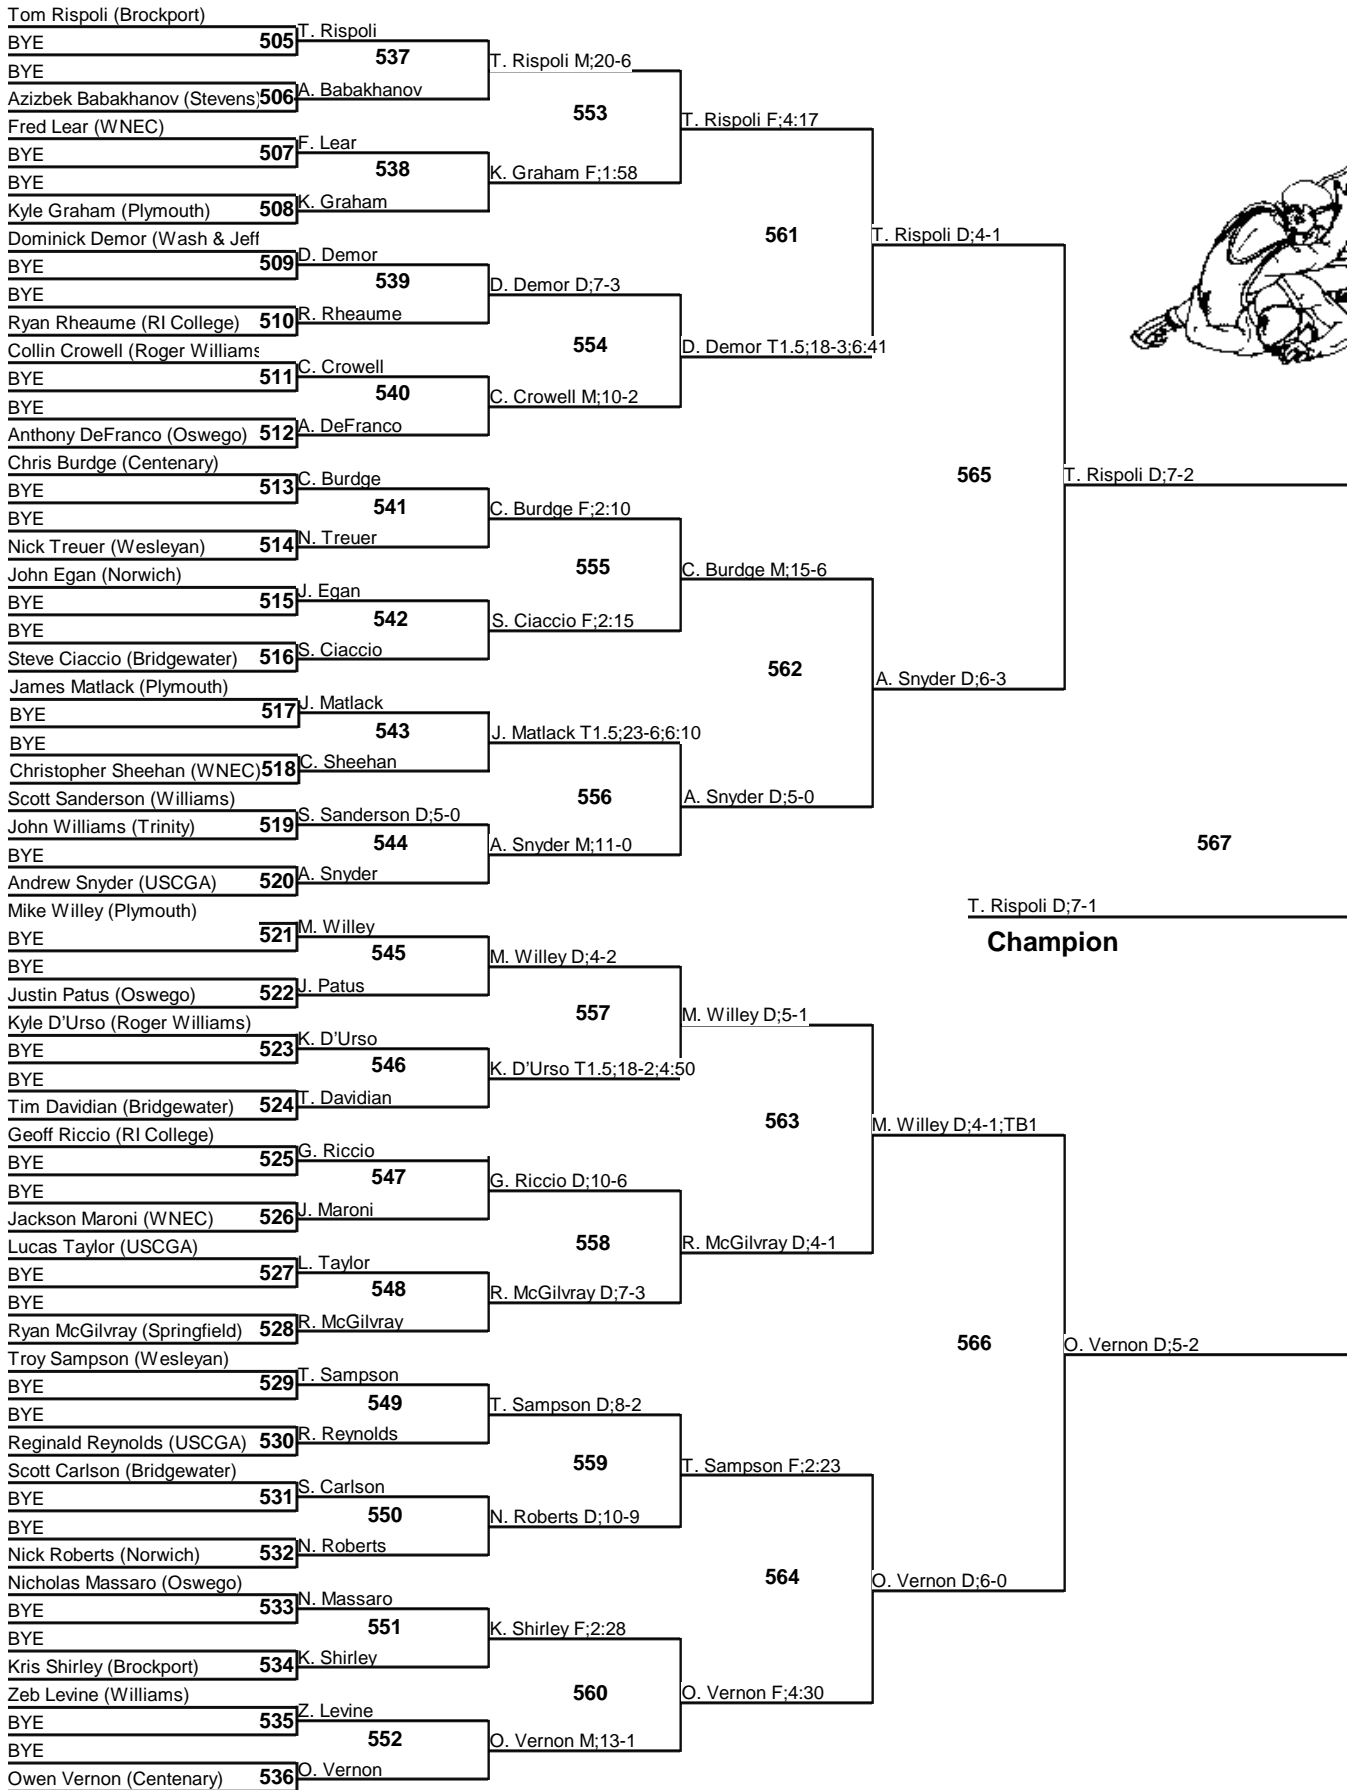 Tom Rispoli (Brockport)
BYE
505
T. Rispoli
537
BYE
Azizbek Babakhanov (Stevens)
506
A. Babakhanov
T. Rispoli M;20-6
553
Fred Lear (WNEC)
BYE
507
F. Lear
538
BYE
Kyle Graham (Plymouth)
508
K. Graham
K. Graham F;1:58
T. Rispoli F;4:17
561
Dominick Demor (Wash & Jeff
BYE
509
D. Demor
539
BYE
Ryan Rheaume (RI College)
510
R. Rheaume
D. Demor D;7-3
554
Collin Crowell (Roger Williams
BYE
511
C. Crowell
540
BYE
Anthony DeFranco (Oswego)
512
A. DeFranco
C. Crowell M;10-2
D. Demor T1.5;18-3;6:41
T. Rispoli D;4-1
565
Chris Burdge (Centenary)
BYE
513
C. Burdge
541
BYE
Nick Treuer (Wesleyan)
514
N. Treuer
C. Burdge F;2:10
555
John Egan (Norwich)
BYE
515
J. Egan
542
BYE
Steve Ciaccio (Bridgewater)
516
S. Ciaccio
S. Ciaccio F;2:15
C. Burdge M;15-6
562
James Matlack (Plymouth)
BYE
517
J. Matlack
543
BYE
Christopher Sheehan (WNEC)
518
C. Sheehan
J. Matlack T1.5;23-6;6:10
556
Scott Sanderson (Williams)
John Williams (Trinity)
519
S. Sanderson D;5-0
544
BYE
Andrew Snyder (USCGA)
520
A. Snyder
A. Snyder M;11-0
A. Snyder D;5-0
A. Snyder D;6-3
T. Rispoli D;7-2
567
T. Rispoli D;7-1
Champion
Mike Willey (Plymouth)
BYE
521
M. Willey
545
BYE
Justin Patus (Oswego)
522
J. Patus
M. Willey D;4-2
557
Kyle D'Urso (Roger Williams)
BYE
523
K. D'Urso
546
BYE
Tim Davidian (Bridgewater)
524
T. Davidian
K. D'Urso T1.5;18-2;4:50
M. Willey D;5-1
563
Geoff Riccio (RI College)
BYE
525
G. Riccio
547
BYE
Jackson Maroni (WNEC)
526
J. Maroni
G. Riccio D;10-6
558
Lucas Taylor (USCGA)
BYE
527
L. Taylor
548
BYE
Ryan McGilvray (Springfield)
528
R. McGilvray
R. McGilvray D;7-3
R. McGilvray D;4-1
M. Willey D;4-1;TB1
566
Troy Sampson (Wesleyan)
BYE
529
T. Sampson
549
BYE
Reginald Reynolds (USCGA)
530
R. Reynolds
T. Sampson D;8-2
559
Scott Carlson (Bridgewater)
BYE
531
S. Carlson
550
BYE
Nick Roberts (Norwich)
532
N. Roberts
N. Roberts D;10-9
T. Sampson F;2:23
564
Nicholas Massaro (Oswego)
BYE
533
N. Massaro
551
BYE
Kris Shirley (Brockport)
534
K. Shirley
K. Shirley F;2:28
560
Zeb Levine (Williams)
BYE
535
Z. Levine
552
BYE
Owen Vernon (Centenary)
536
O. Vernon
O. Vernon M;13-1
O. Vernon F;4:30
O. Vernon D;6-0
O. Vernon D;5-2